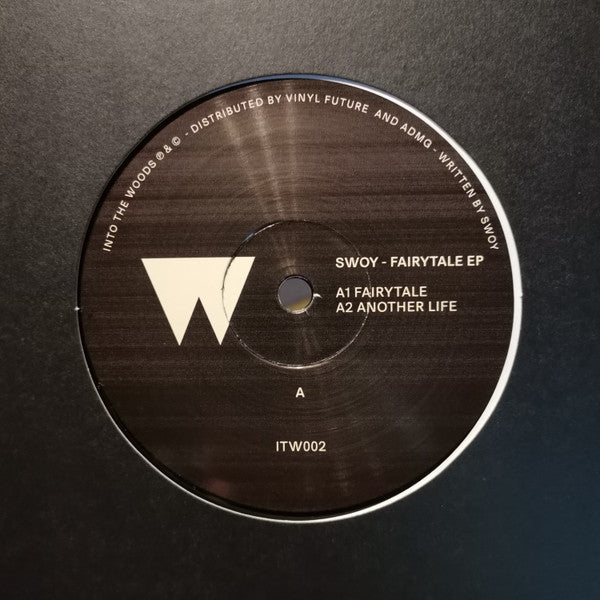 INTO THE WOODS ℗ & © - DISTRIBUTED BY VINYL FUTURE AND ADMG - WRITTEN BY SWOY
W
SWOY - FAIRYTALE EP
A1 FAIRYTALE
A2 ANOTHER LIFE
A
ITW002